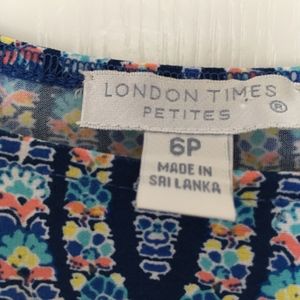 LONDON TIMES
PETITES
®
6P
MADE IN
SRI LANKA